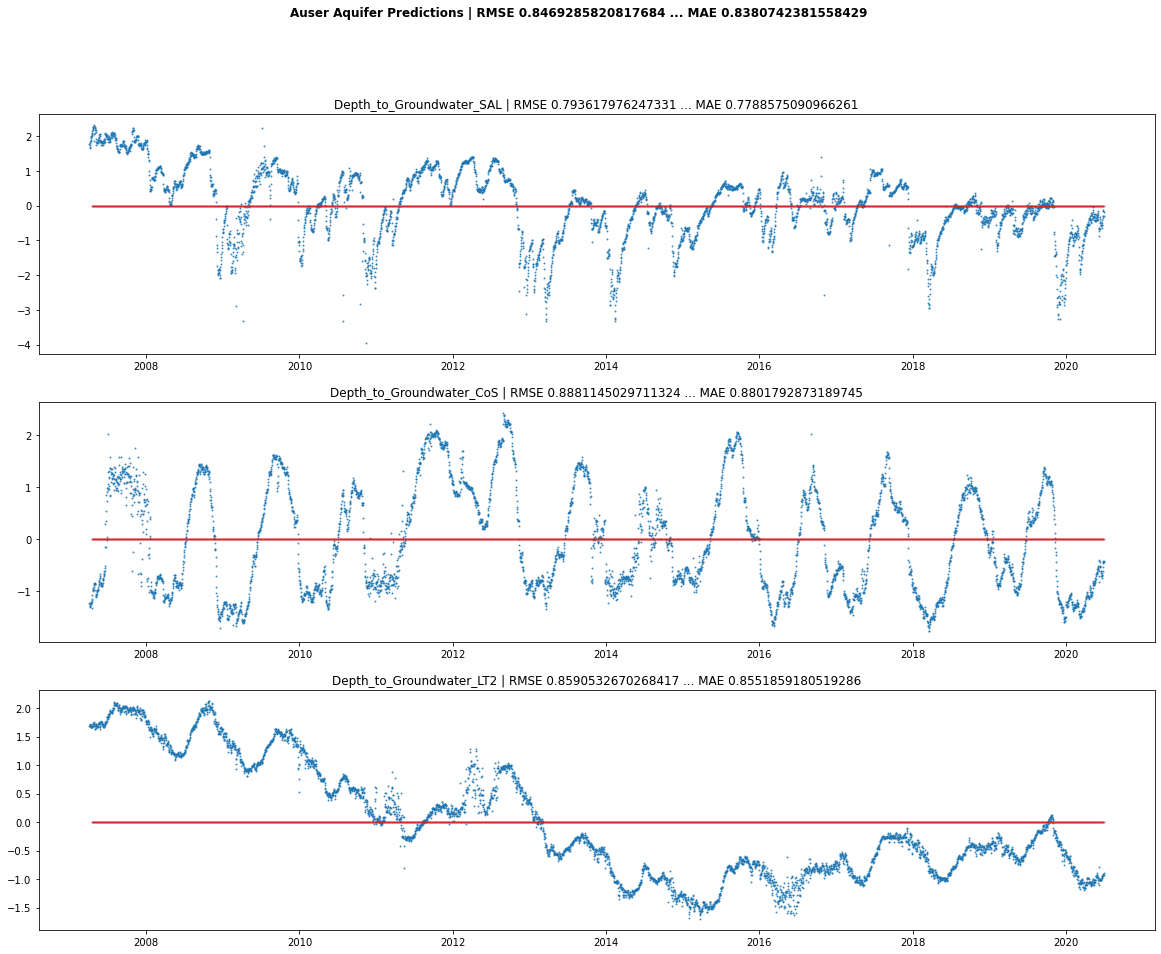 Auser Aquifer Predictions | RMSE 0.8469285820817684 ... MAE 0.8380742381558429
Depth_to_Groundwater_SAL | RMSE 0.793617976247331 ... MAE 0.7788575090966261
2
1
0
−1
−2
−3
−4
2008 2010 2012 2014 2016 2018 2020
Depth_to_Groundwater_CoS | RMSE 0.8881145029711324 ... MAE 0.8801792873189745
2
1
0
−1
2008 2010 2012 2014 2016 2018 2020
Depth_to_Groundwater_LT2 | RMSE 0.8590532670268417 ... MAE 0.8551859180519286
2.0
1.5
1.0
0.5
0.0
−0.5
−1.0
−1.5
2008 2010 2012 2014 2016 2018 2020